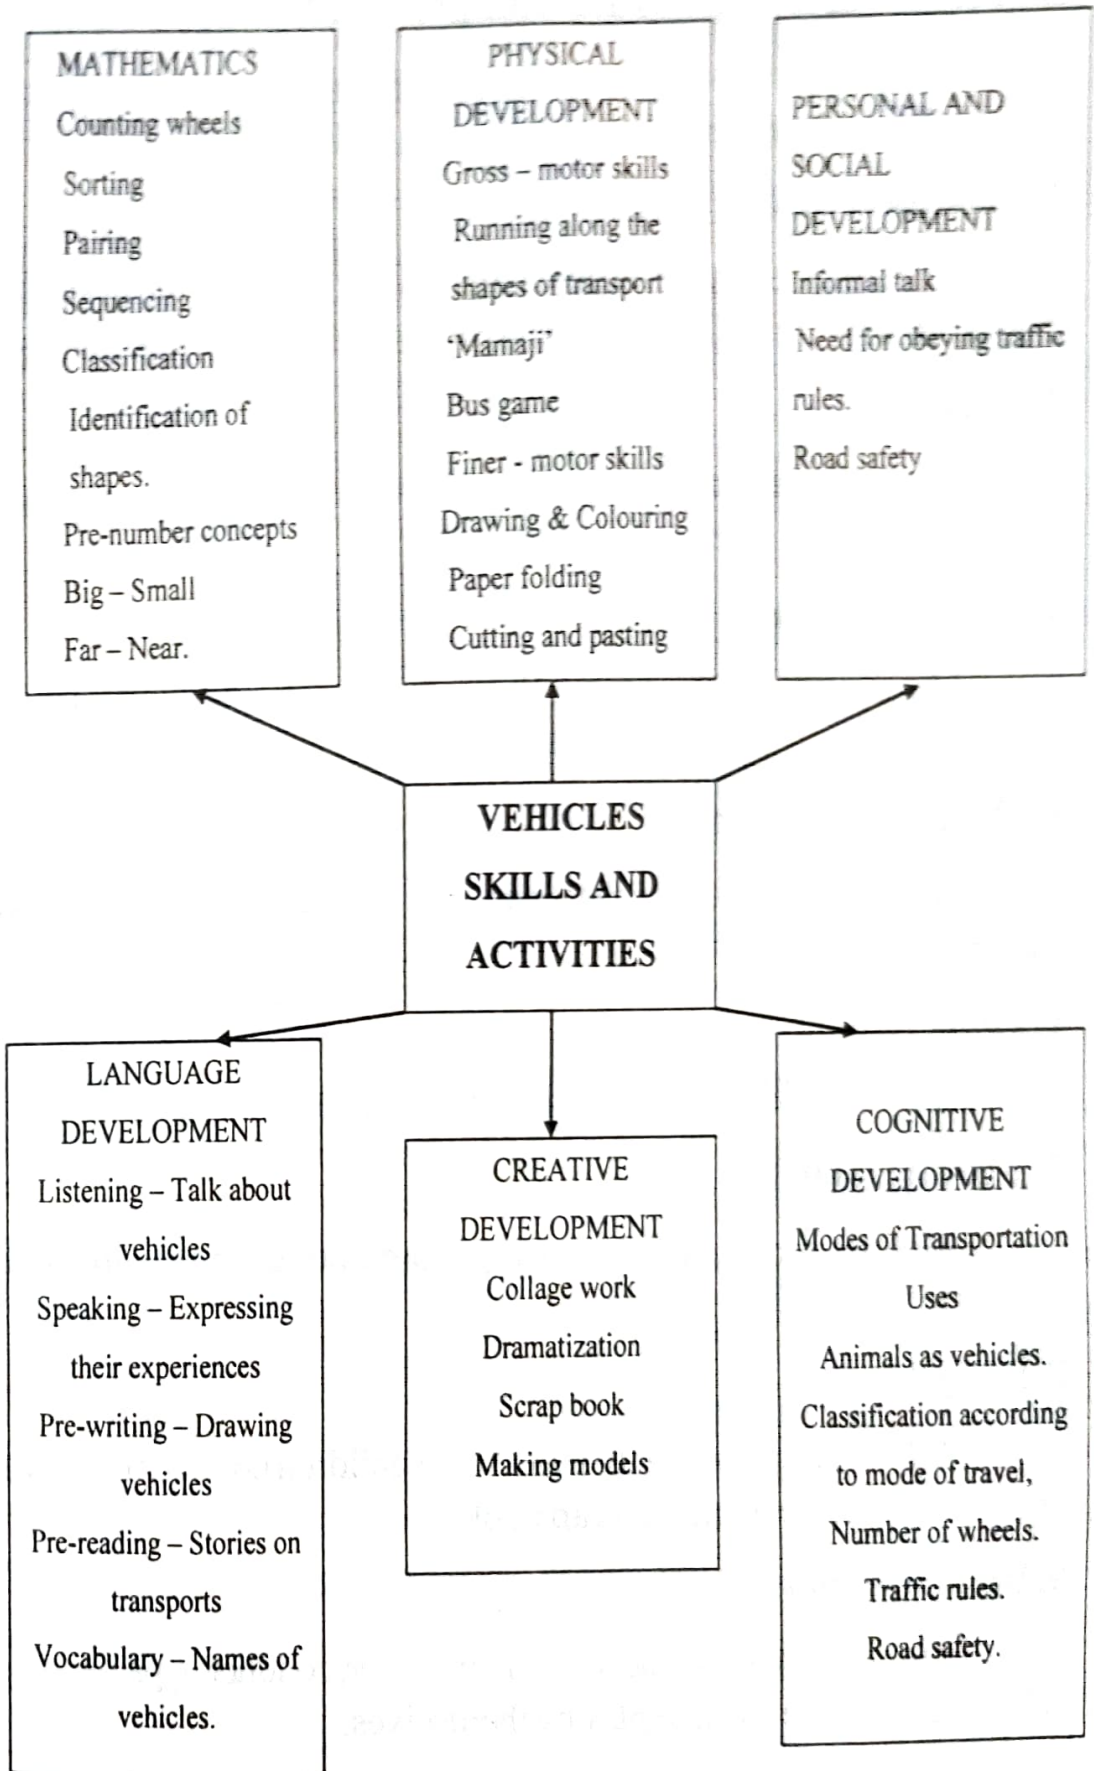 MATHEMATICS
Counting wheels
Sorting
Pairing
Sequencing
Classification
Identification of
shapes.
Pre-number concepts
Big – Small
Far – Near.
PHYSICAL
DEVELOPMENT
Gross – motor skills
Running along the
shapes of transport
‘Mamaji’
Bus game
Finer - motor skills
Drawing & Colouring
Paper folding
Cutting and pasting
PERSONAL AND
SOCIAL
DEVELOPMENT
Informal talk
Need for obeying traffic
rules.
Road safety
VEHICLES
SKILLS AND
ACTIVITIES
LANGUAGE
DEVELOPMENT
Listening – Talk about
vehicles
Speaking – Expressing
their experiences
Pre-writing – Drawing
vehicles
Pre-reading – Stories on
transports
Vocabulary – Names of
vehicles.
CREATIVE
DEVELOPMENT
Collage work
Dramatization
Scrap book
Making models
COGNITIVE
DEVELOPMENT
Modes of Transportation
Uses
Animals as vehicles.
Classification according
to mode of travel,
Number of wheels.
Traffic rules.
Road safety.